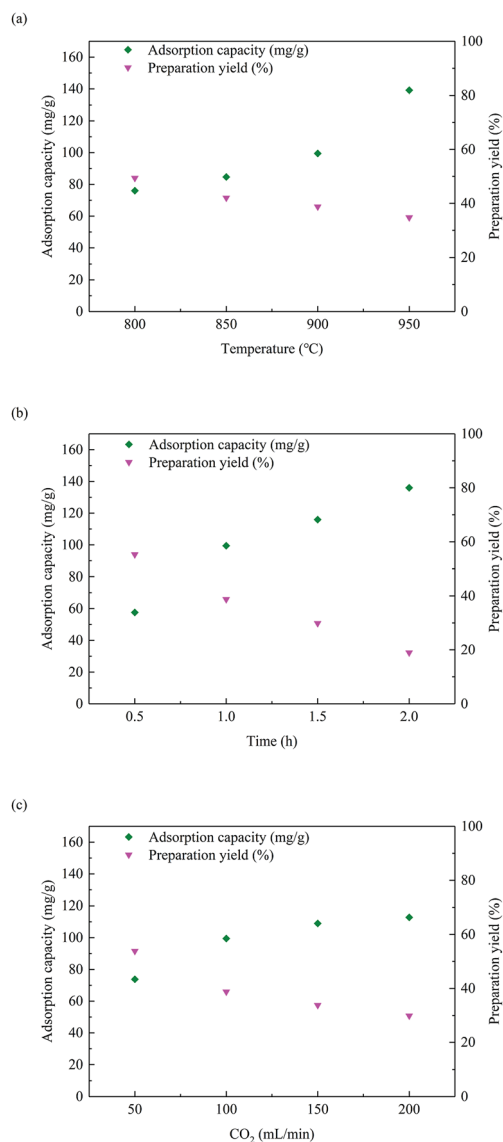 (a)
Adsorption capacity (mg/g)
Preparation yield (%)
160
140
120
100
80
60
40
20
0
100
80
60
40
20
0
Adsorption capacity (mg/g)
Preparation yield (%)
800 850 900 950
Temperature (℃)
(b)
Adsorption capacity (mg/g)
Preparation yield (%)
160
140
120
100
80
60
40
20
0
100
80
60
40
20
0
Adsorption capacity (mg/g)
Preparation yield (%)
0.5 1.0 1.5 2.0
Time (h)
(c)
Adsorption capacity (mg/g)
Preparation yield (%)
160
140
120
100
80
60
40
20
0
100
80
60
40
20
0
Adsorption capacity (mg/g)
Preparation yield (%)
50 100 150 200
CO₂ (mL/min)